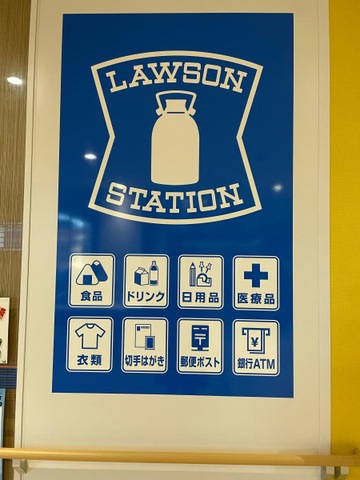 LAWSON
STATION
食品 ドリンク 日用品 医療品
衣類 切手はがき 郵便ポスト 銀行ATM